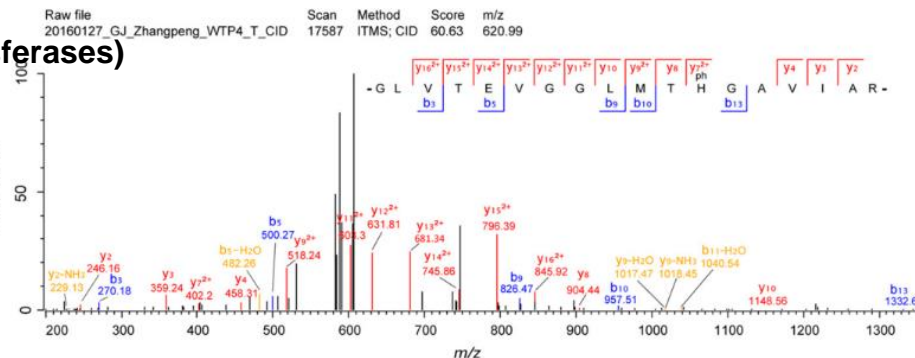 Raw file Scan Method Score m/z
20160127_GJ_Zhangpeng_WTP4_T_CID 17587 ITMS; CID 60.63 620.99
ferases)
y₁₆²⁺ y₁₅²⁺ y₁₄²⁺ y₁₃²⁺ y₁₂²⁺ y₁₁²⁺ y₁₀ y₉²⁺ y₈ y₇²⁺ y₄ y₃ y₂
ph
-G L V T E V G G L M T H G A V I A R-
b₃ b₅ b₉ b₁₀ b₁₃
100
50
0
y₁₅²⁺
796.39
y₁₂²⁺
631.81
y₁₁²⁺
y₁₃²⁺
681.34
b₅
500.27
y₉²⁺
518.24
y₁₄²⁺
745.86
y₁₆²⁺
845.92
b₅-H₂O
482.26
y₂
246.16
y₂-NH₃
229.13
b₃
270.18
y₃
359.24
y₇²⁺
402.2
y₄
458.31
b₉
826.47
y₈
904.44
b₁₀
957.51
y₉-H₂O
1017.47
y₉-NH₃
1018.45
b₁₁-H₂O
1040.54
y₁₀
1148.56
b₁₃
1332.6
200 300 400 500 600 700 800 900 1000 1100 1200 1300
m/z